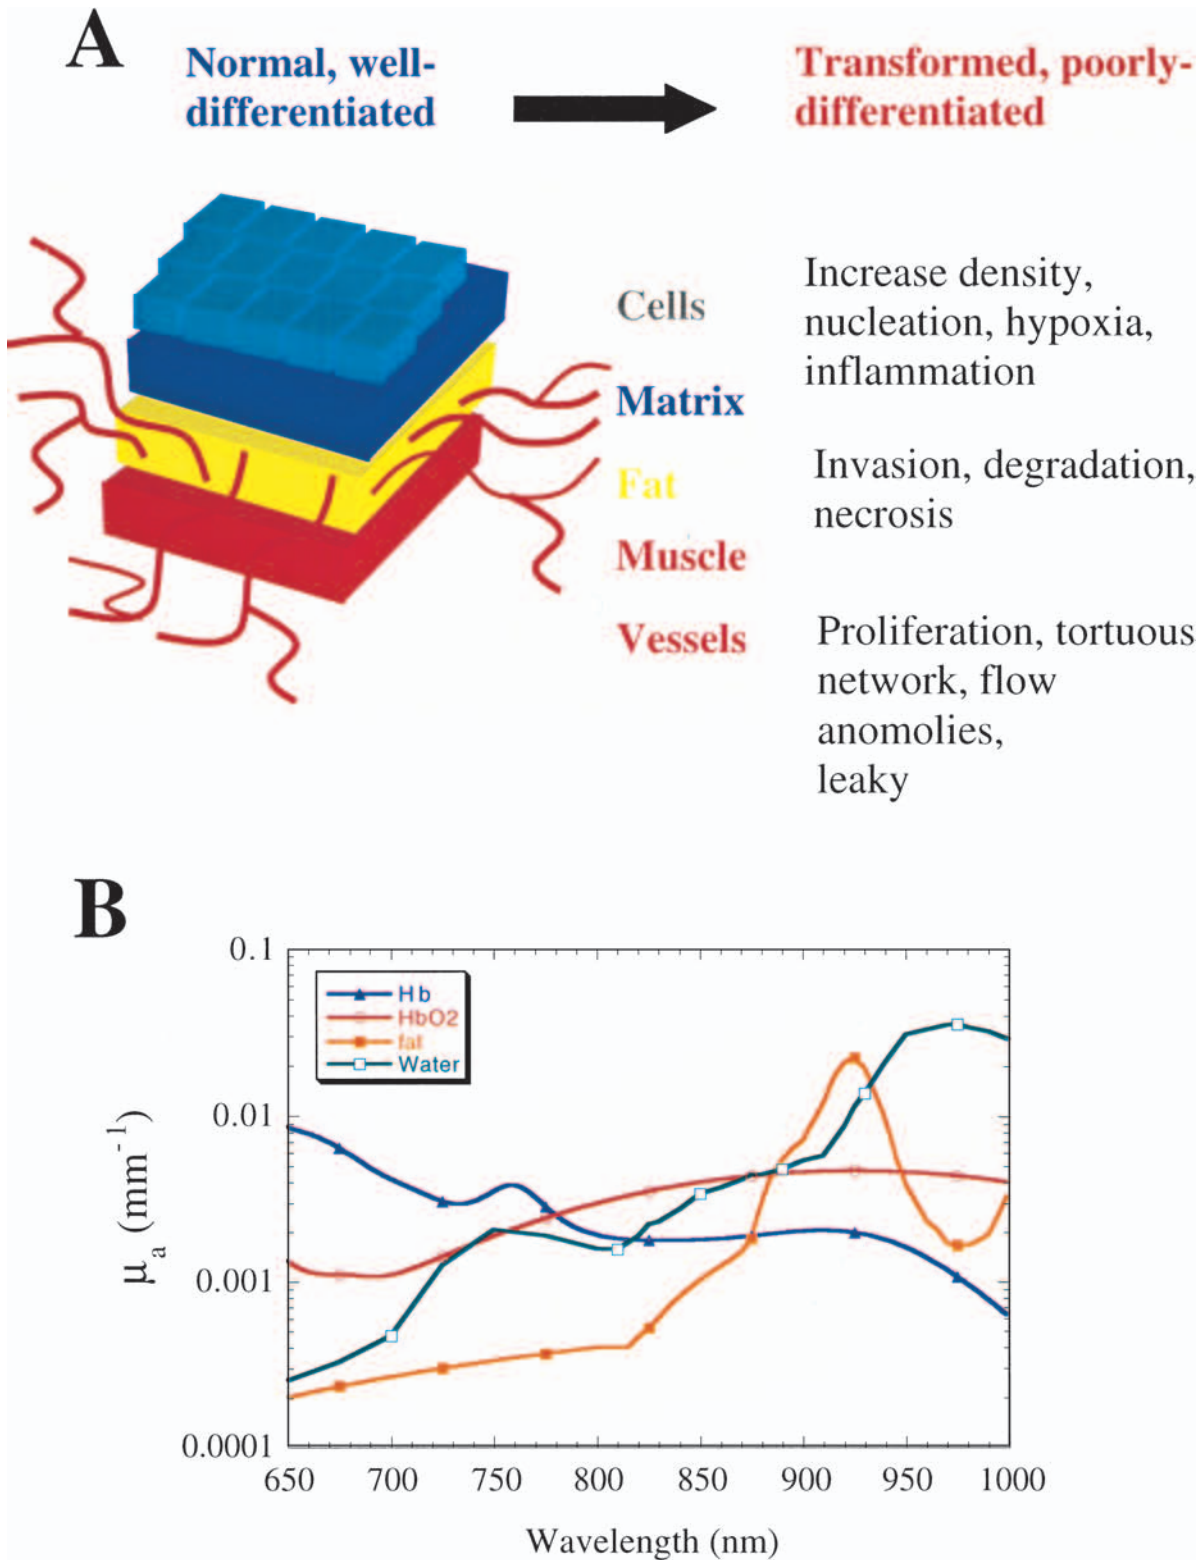 A
Normal, well-
differentiated
Transformed, poorly-
differentiated
Cells
Matrix
Fat
Muscle
Vessels
Increase density,
nucleation, hypoxia,
inflammation
Invasion, degradation,
necrosis
Proliferation, tortuous
network, flow
anomolies,
leaky
B
0.1
0.01
0.001
0.0001
μa (mm-1)
Hb
HbO2
fat
Water
650 700 750 800 850 900 950 1000
Wavelength (nm)